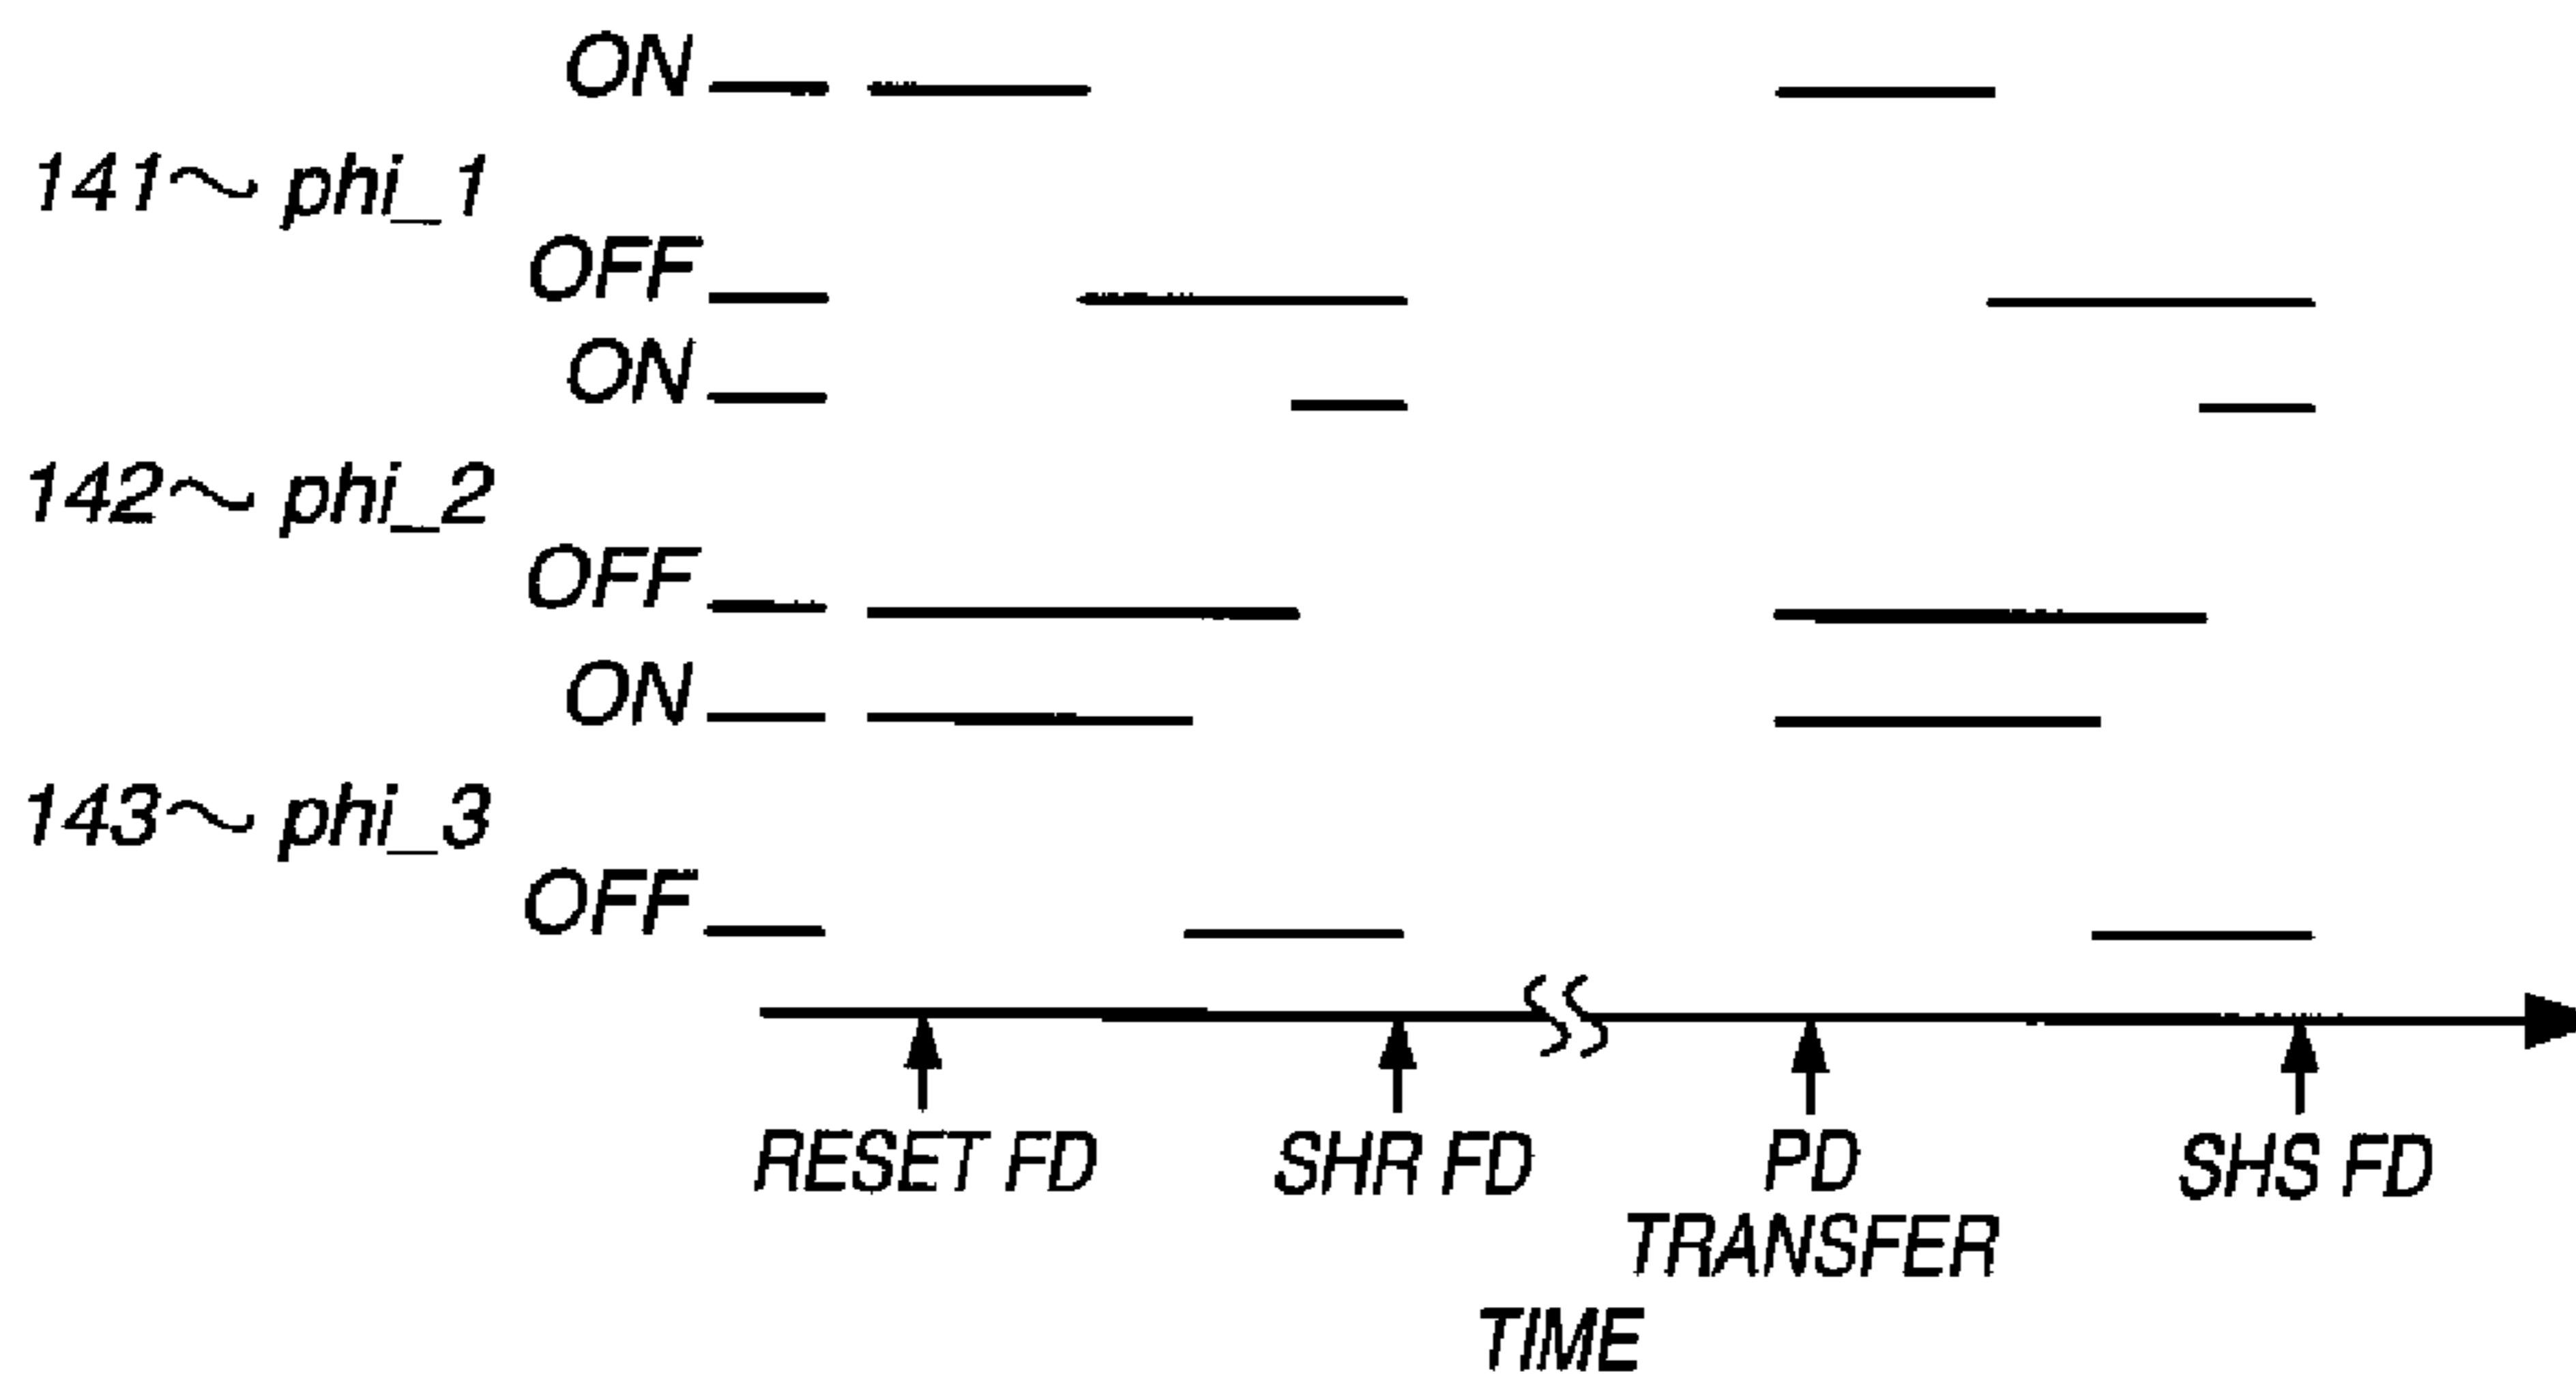 ON
141~ phi_1
OFF
ON
142~ phi_2
OFF
ON
143~ phi_3
OFF
RESET FD SHR FD PD TRANSFER SHS FD
TIME